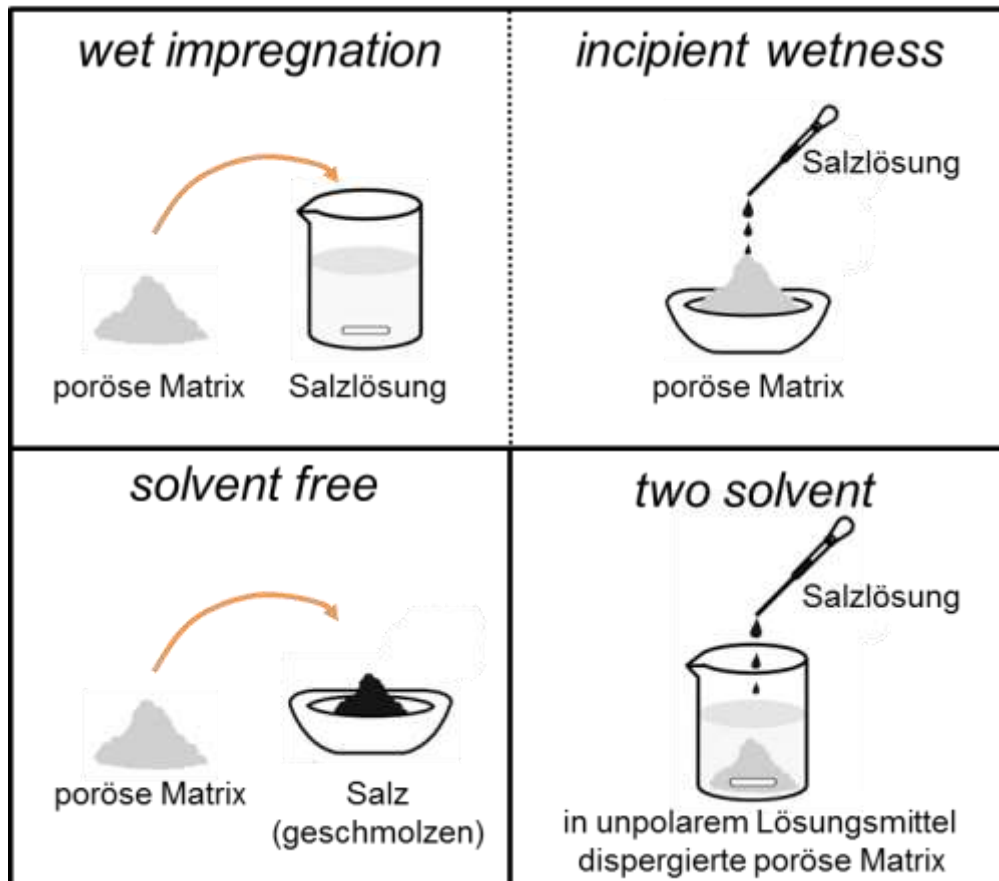 wet impregnation
poröse Matrix
Salzlösung
incipient wetness
Salzlösung
poröse Matrix
solvent free
poröse Matrix
Salz
(geschmolzen)
two solvent
Salzlösung
in unpolarem Lösungsmittel
dispergierte poröse Matrix